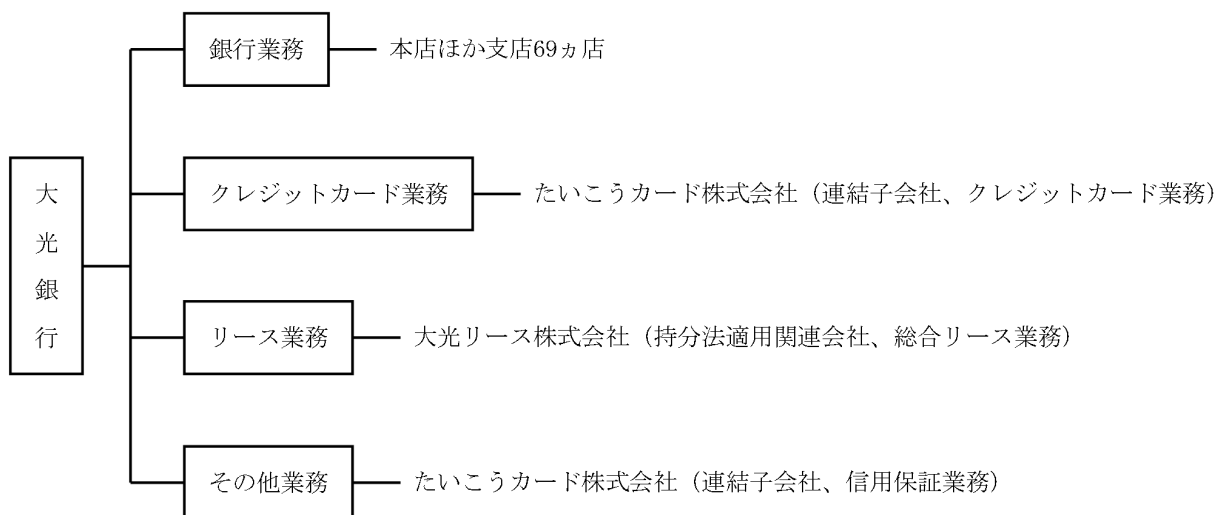 大光銀行
銀行業務
本店ほか支店69ヵ店
クレジットカード業務
たいこうカード株式会社（連結子会社、クレジットカード業務）
リース業務
大光リース株式会社（持分法適用関連会社、総合リース業務）
その他業務
たいこうカード株式会社（連結子会社、信用保証業務）